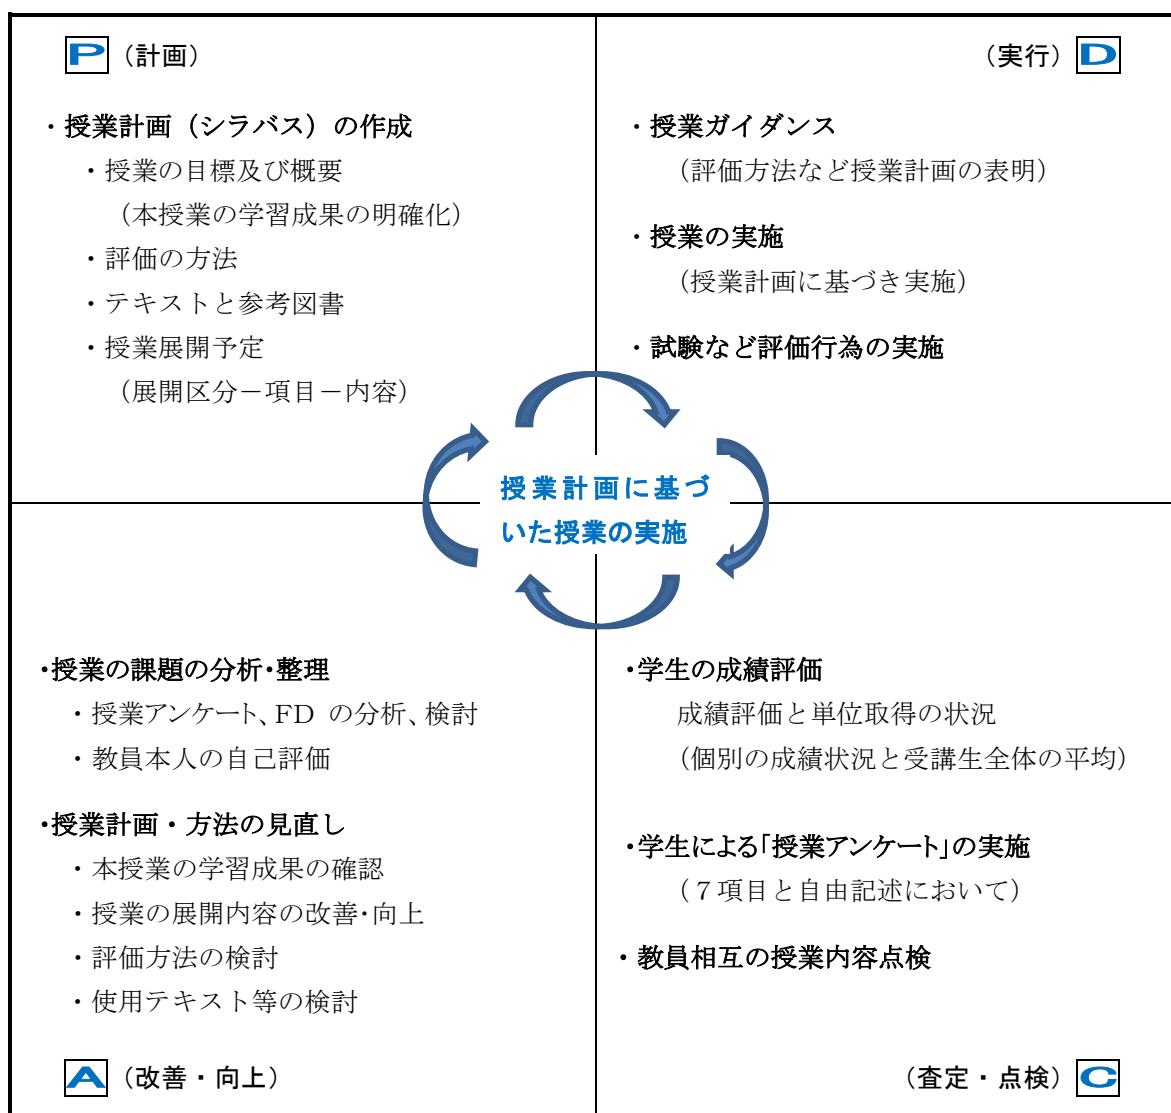 P（計画）
・授業計画（シラバス）の作成
・授業の目標及び概要
（本授業の学習成果の明確化）
・評価の方法
・テキストと参考図書
・授業展開予定
（展開区分－項目－内容）
（実行）D
・授業ガイダンス
（評価方法など授業計画の表明）
・授業の実施
（授業計画に基づき実施）
・試験など評価行為の実施
授業計画に基づ
いた授業の実施
・授業の課題の分析・整理
・授業アンケート、FD の分析、検討
・教員本人の自己評価
・授業計画・方法の見直し
・本授業の学習成果の確認
・授業の展開内容の改善・向上
・評価方法の検討
・使用テキスト等の検討
A（改善・向上）
・学生の成績評価
成績評価と単位取得の状況
（個別の成績状況と受講生全体の平均）
・学生による「授業アンケート」の実施
（７項目と自由記述において）
・教員相互の授業内容点検
（査定・点検）C